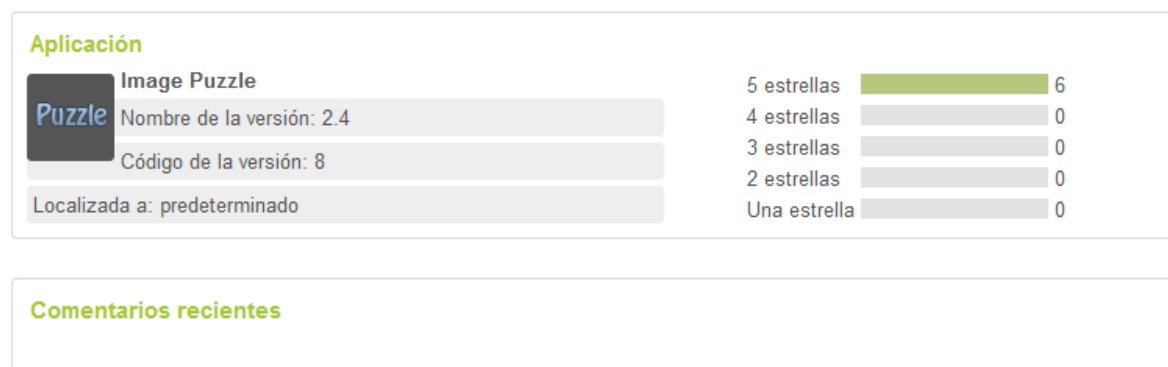 Aplicación
Puzzle
Image Puzzle
Nombre de la versión: 2.4
Código de la versión: 8
Localizada a: predeterminado
5 estrellas 6
4 estrellas 0
3 estrellas 0
2 estrellas 0
Una estrella 0
Comentarios recientes